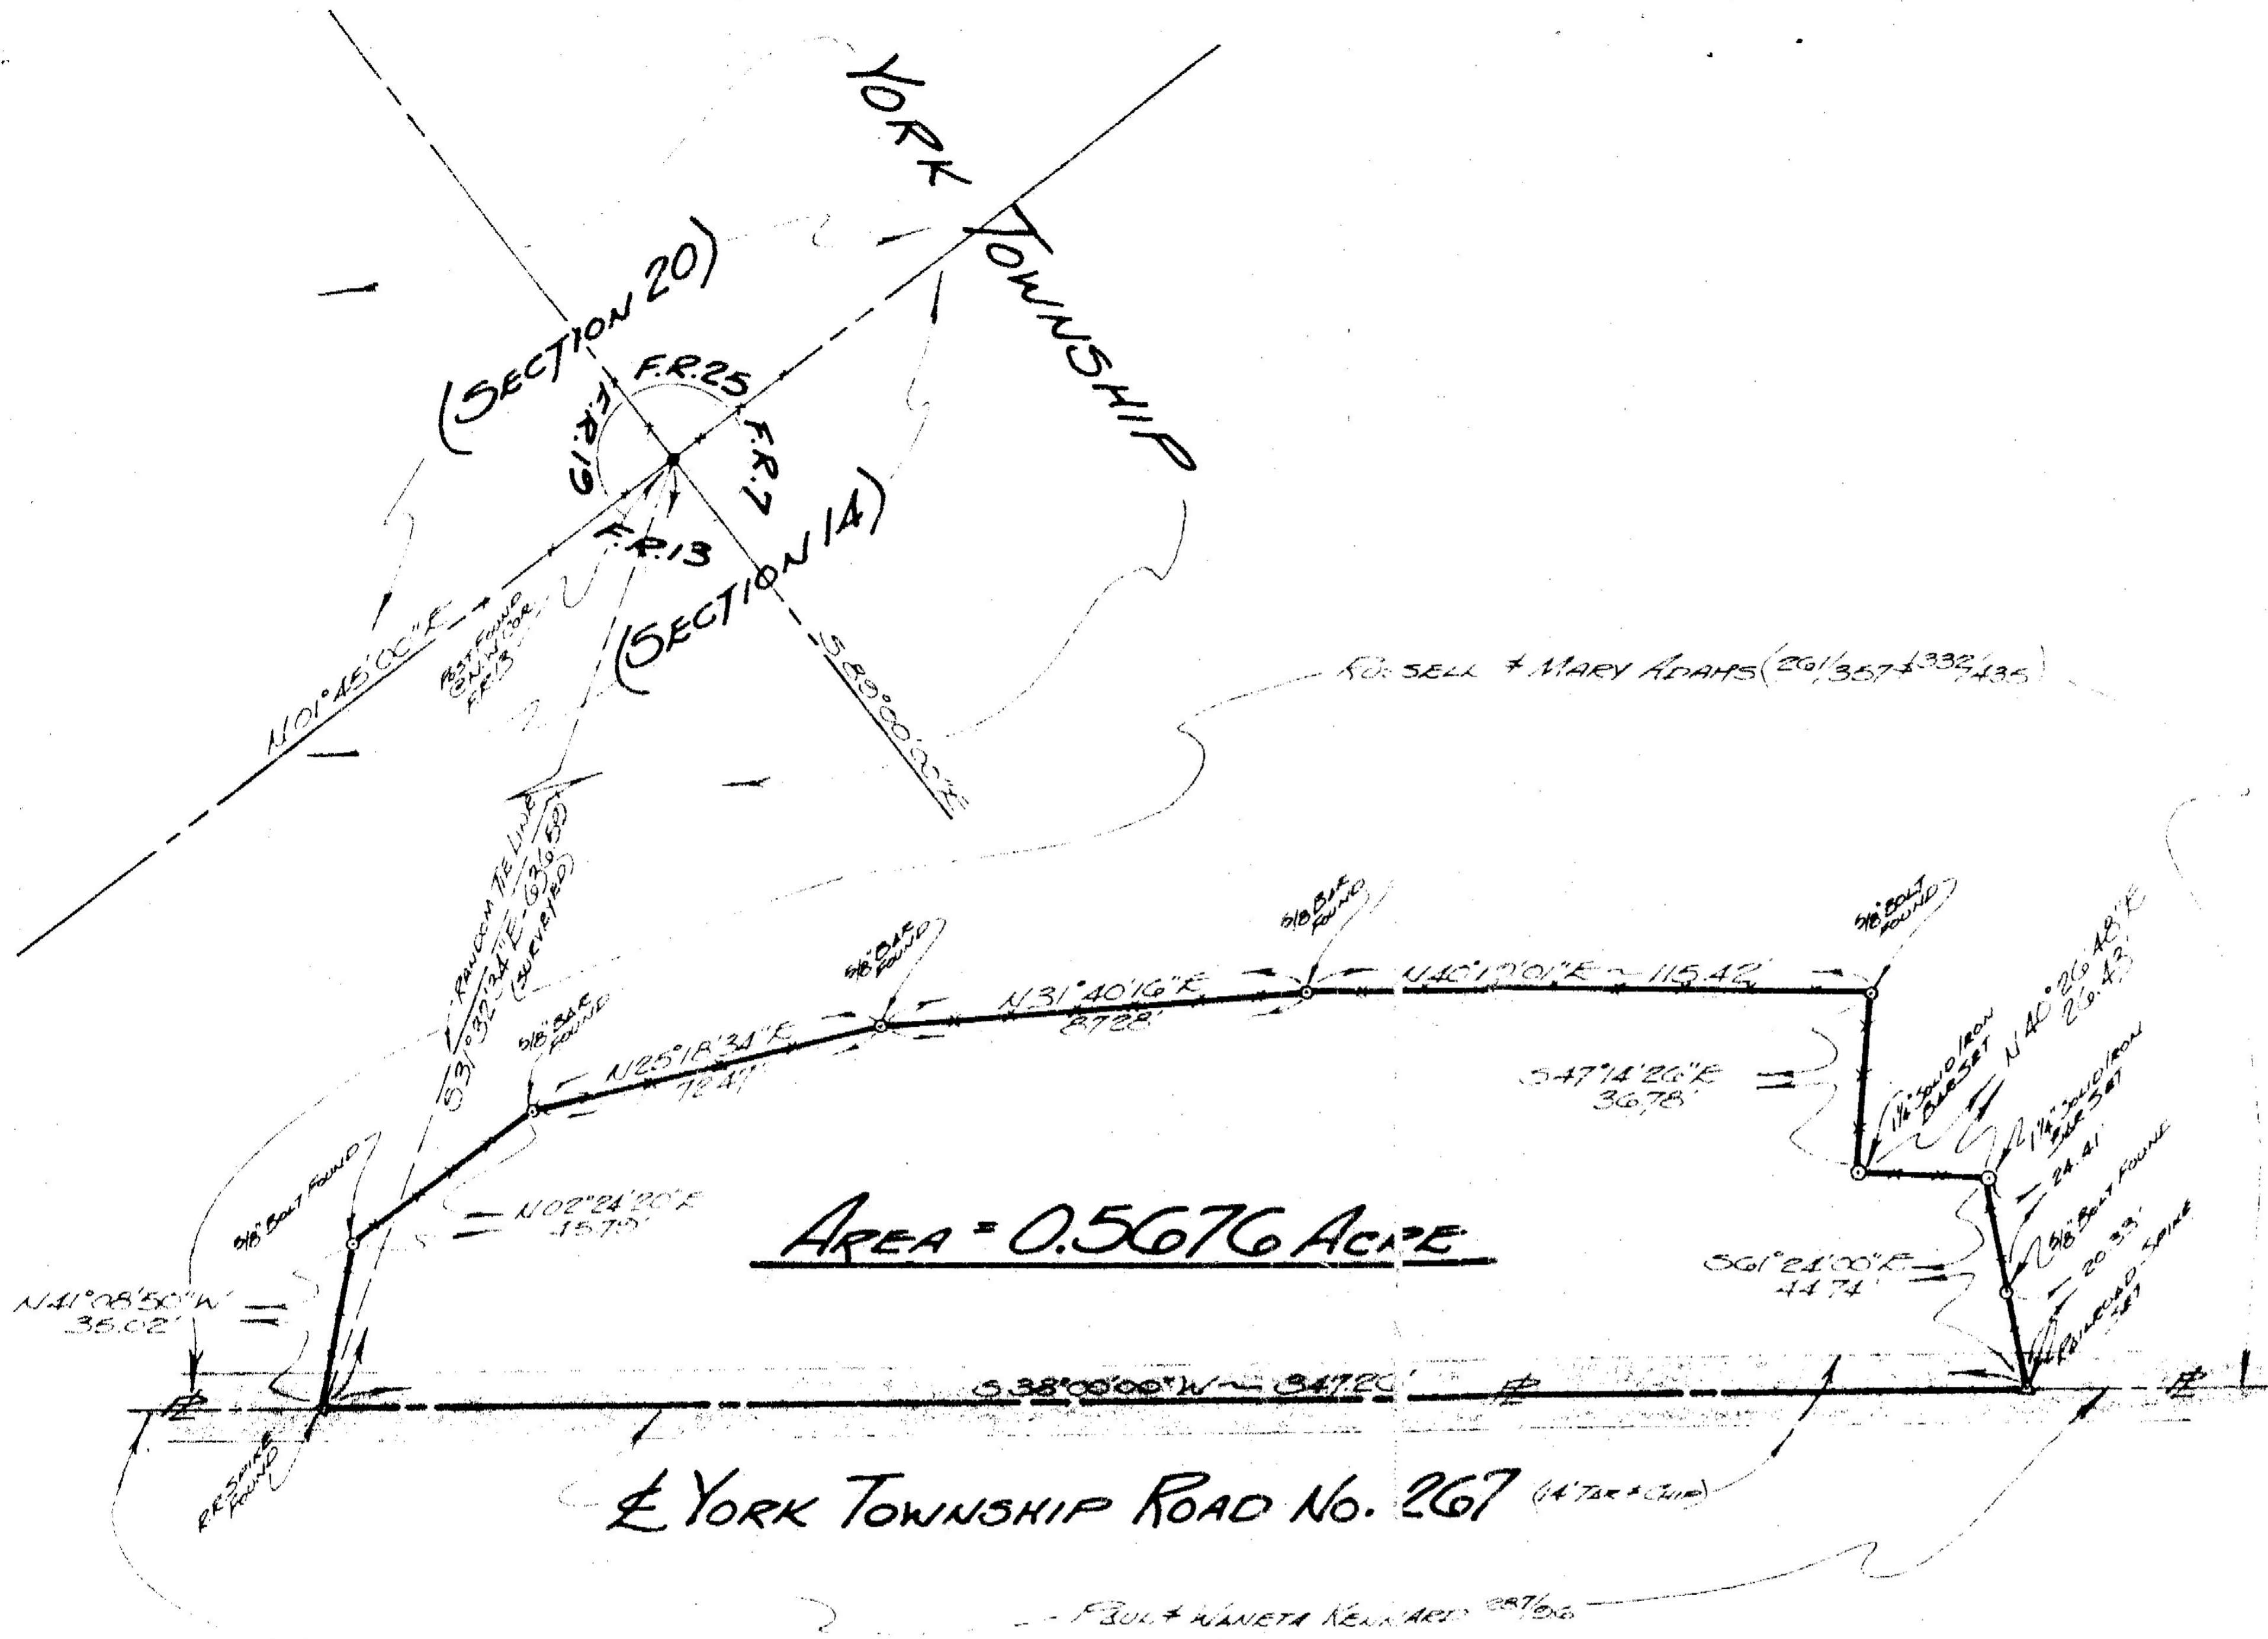 YORK TOWNSHIP
(SECTION 20)
F.R.25
F.R.19
F.R.7
F.R.13
(SECTION 14)
N01°45'00"E
POST FOUND
@ N.W. COR.
F.R.13
S89°00'00"E
& MARY ADAMS (261/357 & 332/435)
RANDOM TIE LINE
S31°32'34"E-636.59'
(SURVEYED)
5/8" BAR
FOUND
5/8" BAR
FOUND
5/8" BAR
FOUND
5/8" BOLT
FOUND
N25°18'34"E
72.47'
N31°40'16"E
87.28'
N40°19'01"E ~ 115.42'
N40°26'48"E
26.43'
S47°14'26"E
36.78'
1¼" SOLID IRON
BAR SET
1¼" SOLID IRON
BAR SET
24.41'
5/8" BOLT FOUND
20.33'
RAILROAD SPIKE
SET
5/8" BOLT FOUND
N02°24'20"E
45.79'
AREA = 0.5676 ACRE
S61°24'00"E
44.74'
N41°08'50"W
35.02'
S38°00'00"W ~ 347.20'
R.R. SPIKE
FOUND
℄ YORK TOWNSHIP ROAD NO. 267 (14' TAR & CHIP)
PAUL & WANETA KENNARD